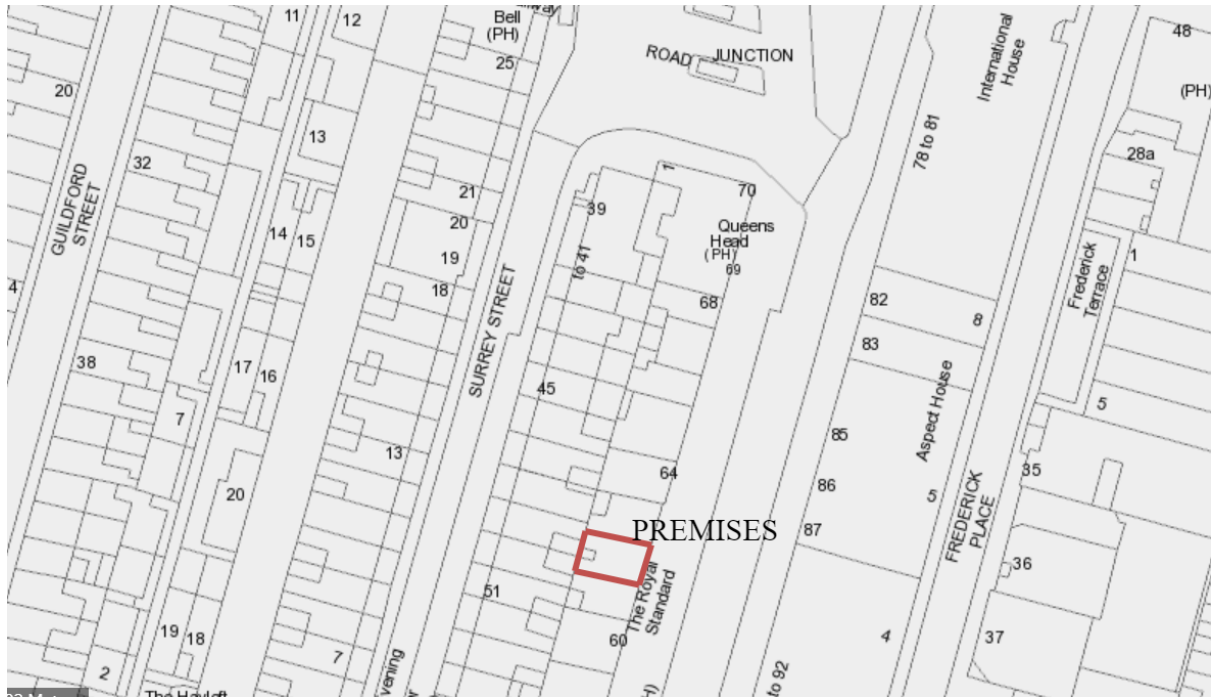 11
12
Bell
(PH)
25
ROAD JUNCTION
International
House
48
(PH)
20
13
32
28a
GUILDFORD
STREET
21
20
19
18
14
15
39
to 41
1
70
Queens
Head
(PH)
69
68
78 to 81
1
Frederick
Terrace
4
82
8
83
SURREY STREET
38
17
16
45
7
13
Aspect House
5
85
64
86
5
87
35
20
PREMISES
FREDERICK
PLACE
36
51
The Royal
Standard
60
4
37
19
18
7
2
to 92